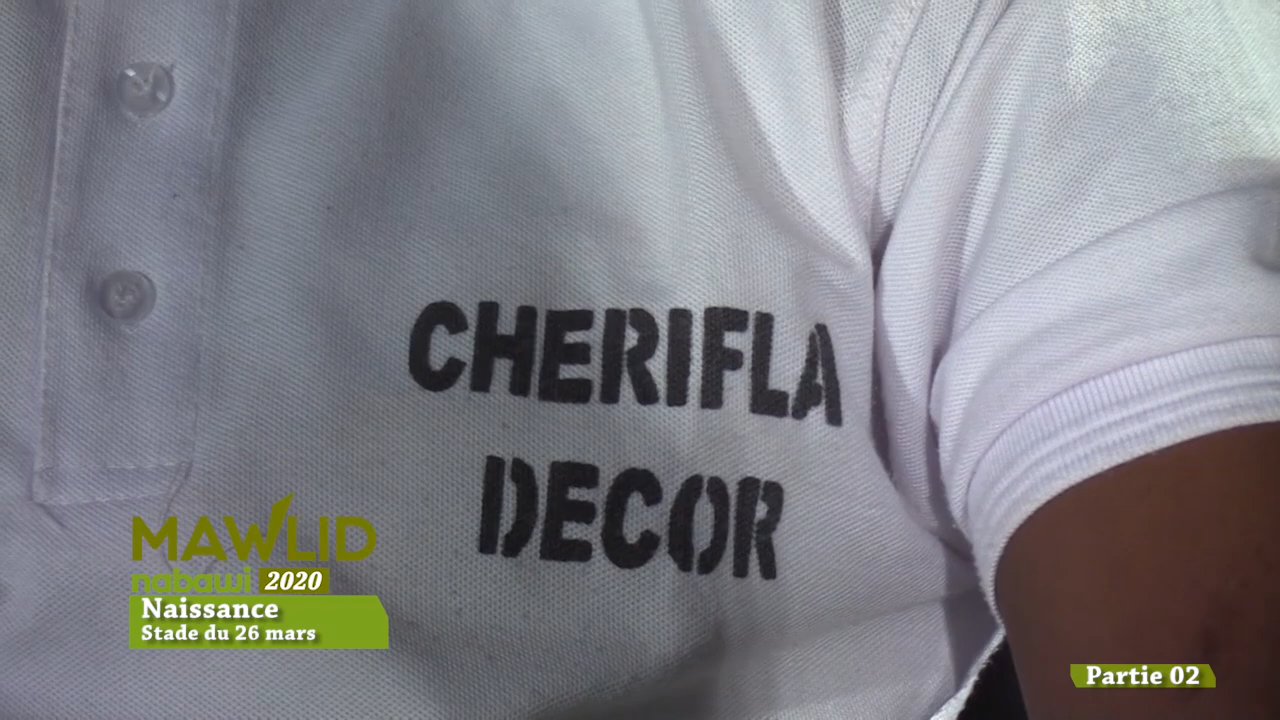 CHERIFLA
DECOR
MAWLID
nabawi 2020
Naissance
Stade du 26 mars
Partie 02